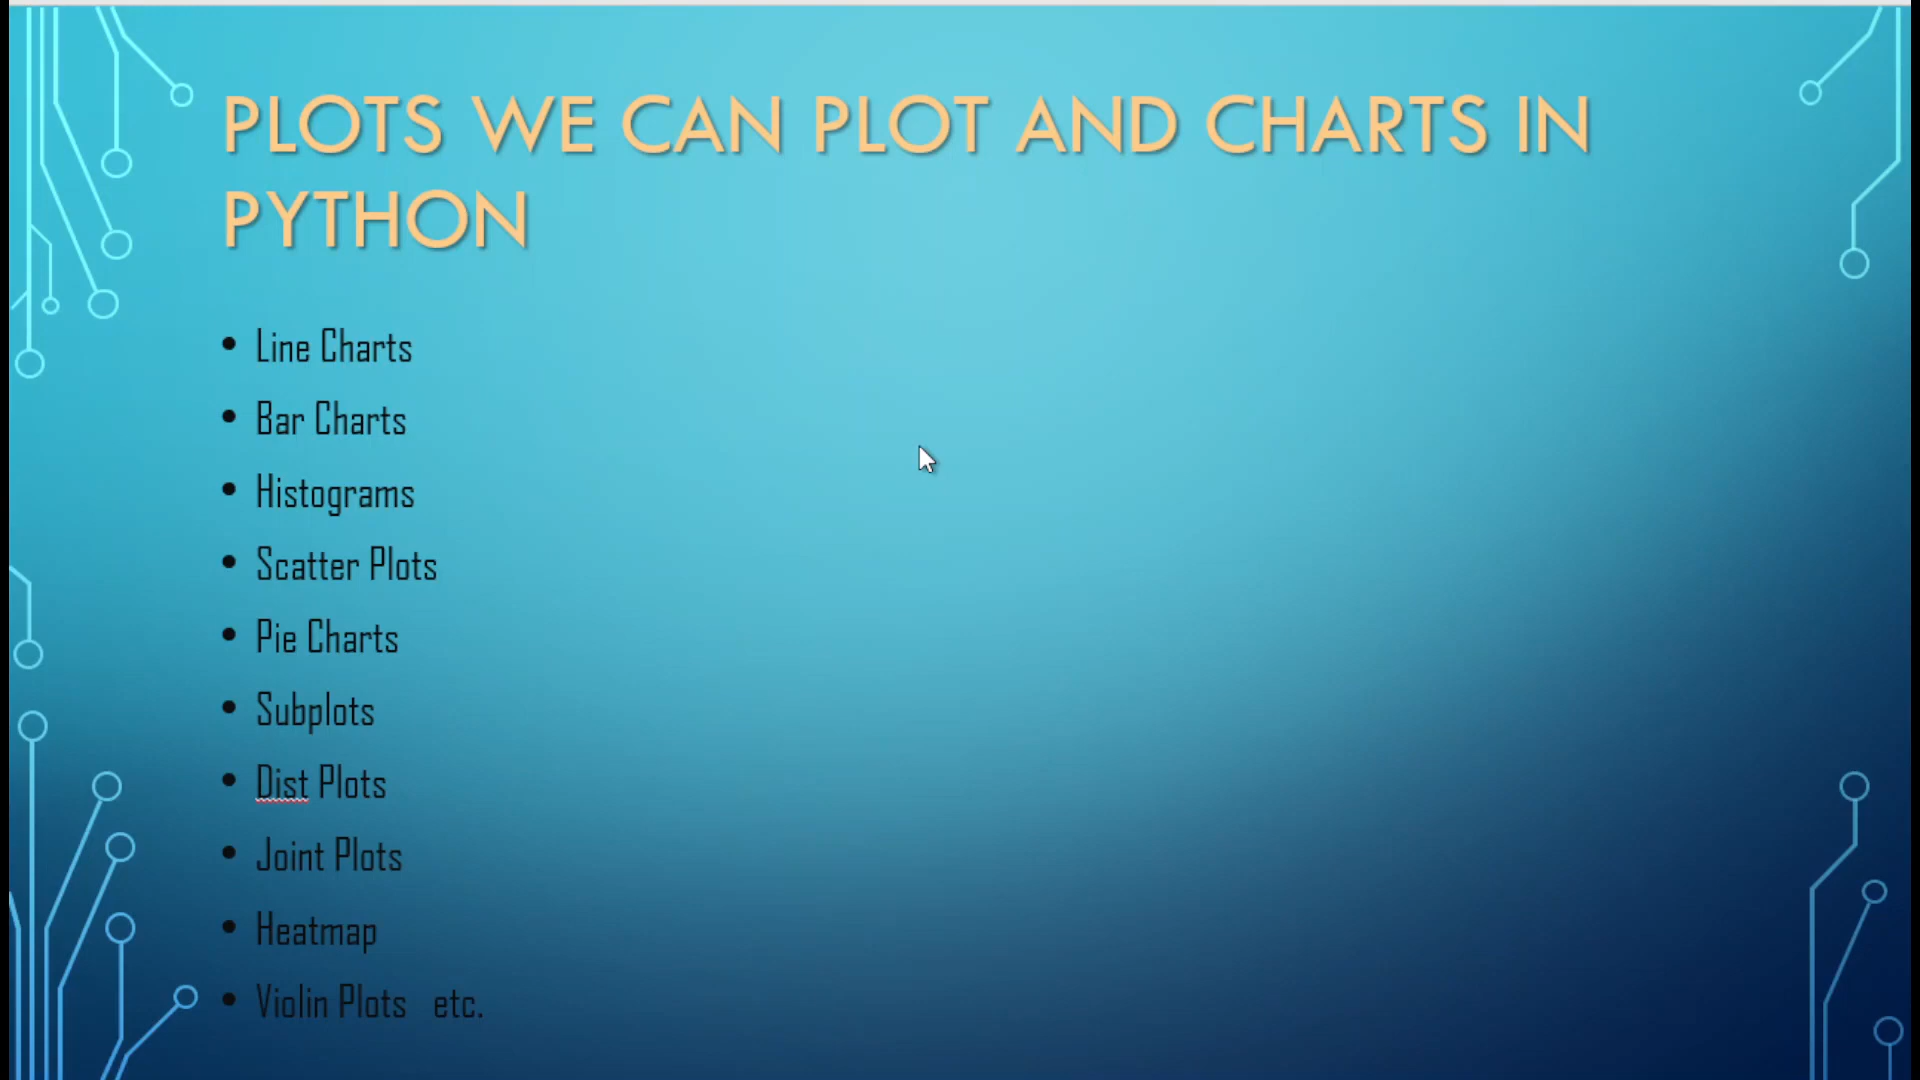 PLOTS WE CAN PLOT AND CHARTS IN
PYTHON
• Line Charts
• Bar Charts
• Histograms
• Scatter Plots
• Pie Charts
• Subplots
• Dist Plots
• Joint Plots
• Heatmap
• Violin Plots etc.